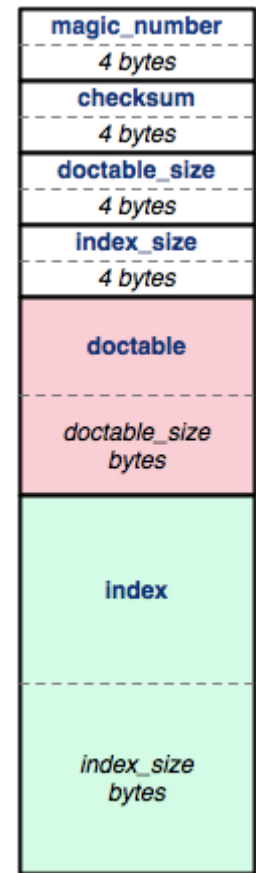 magic_number
4 bytes
checksum
4 bytes
doctable_size
4 bytes
index_size
4 bytes
doctable
doctable_size
bytes
index
index_size
bytes